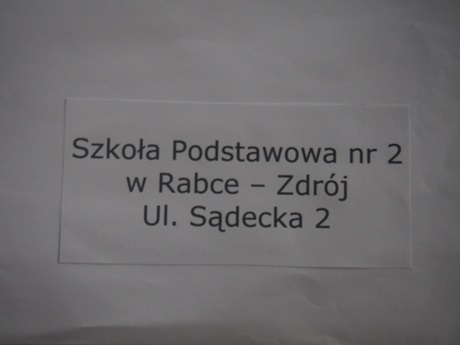 Szkoła Podstawowa nr 2
w Rabce – Zdrój
Ul. Sądecka 2